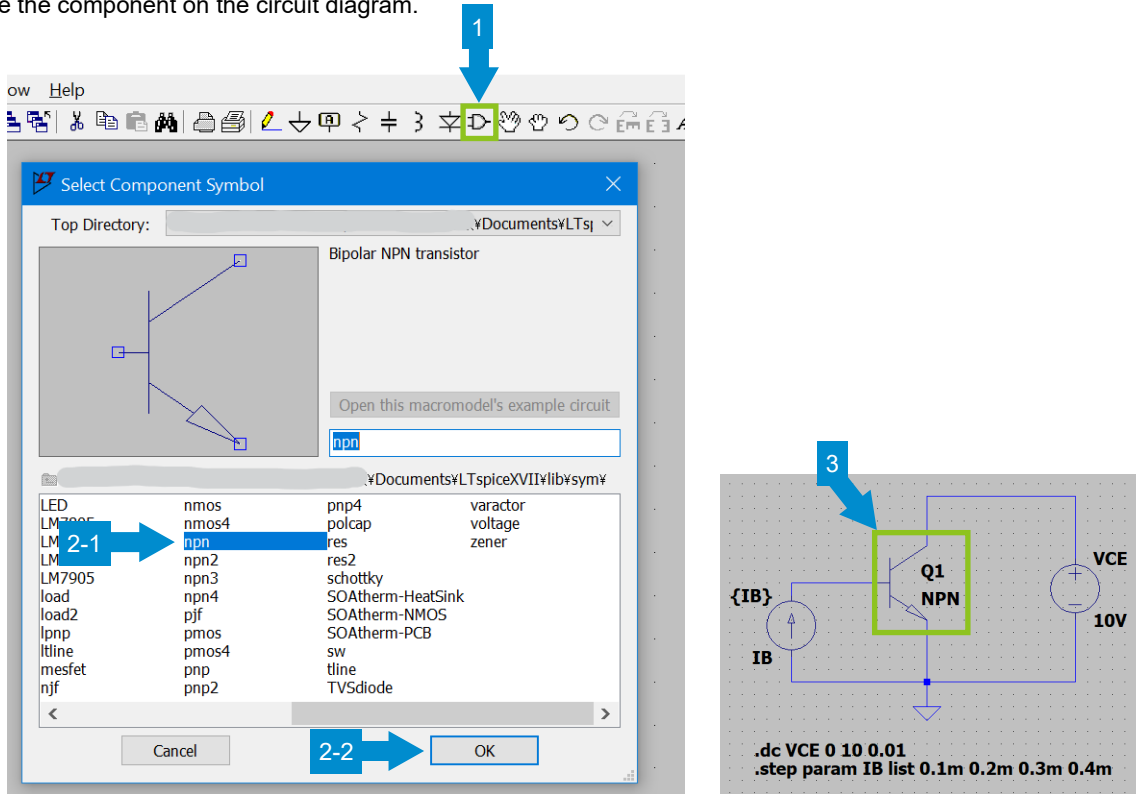 e the component on the circuit diagram.
1
ow Help
Select Component Symbol
Top Directory: ¥Documents¥LTs
Bipolar NPN transistor
Open this macromodel's example circuit
npn
¥Documents¥LTspiceXVII¥lib¥sym¥
LED nmos pnp4 varactor
nmos4 polcap voltage
2-1 npn res zener
npn2 res2
LM7905 npn3 schottky
load npn4 SOAtherm-HeatSink
load2 pjf SOAtherm-NMOS
lpnp pmos SOAtherm-PCB
ltline pmos4 sw
mesfet pnp tline
njf pnp2 TVSdiode
Cancel 2-2 OK
3
Q1
NPN
{IB}
IB
VCE
10V
.dc VCE 0 10 0.01
.step param IB list 0.1m 0.2m 0.3m 0.4m